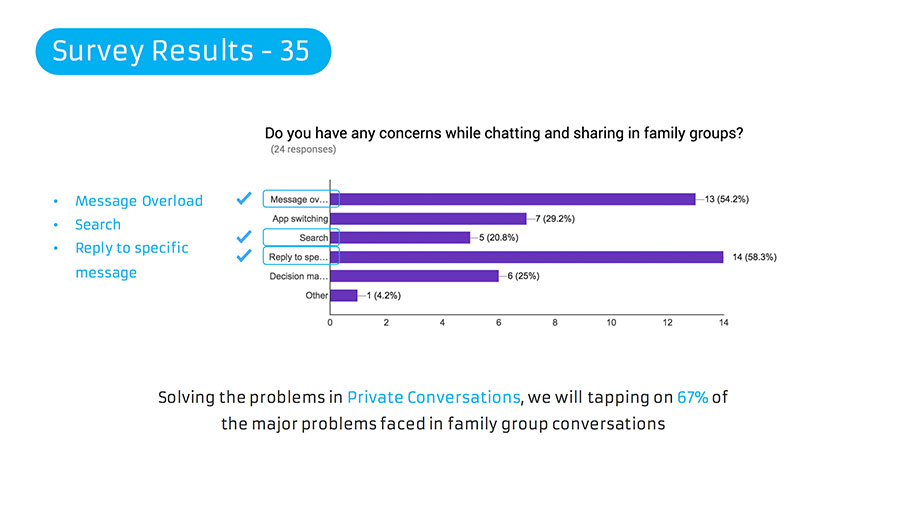 Survey Results - 35
Do you have any concerns while chatting and sharing in family groups?
(24 responses)
• Message Overload
• Search
• Reply to specific
message
Message ov... 13 (54.2%)
App switching 7 (29.2%)
Search 5 (20.8%)
Reply to spe... 14 (58.3%)
Decision ma... 6 (25%)
Other 1 (4.2%)
0 2 4 6 8 10 12 14
Solving the problems in Private Conversations, we will tapping on 67% of
the major problems faced in family group conversations